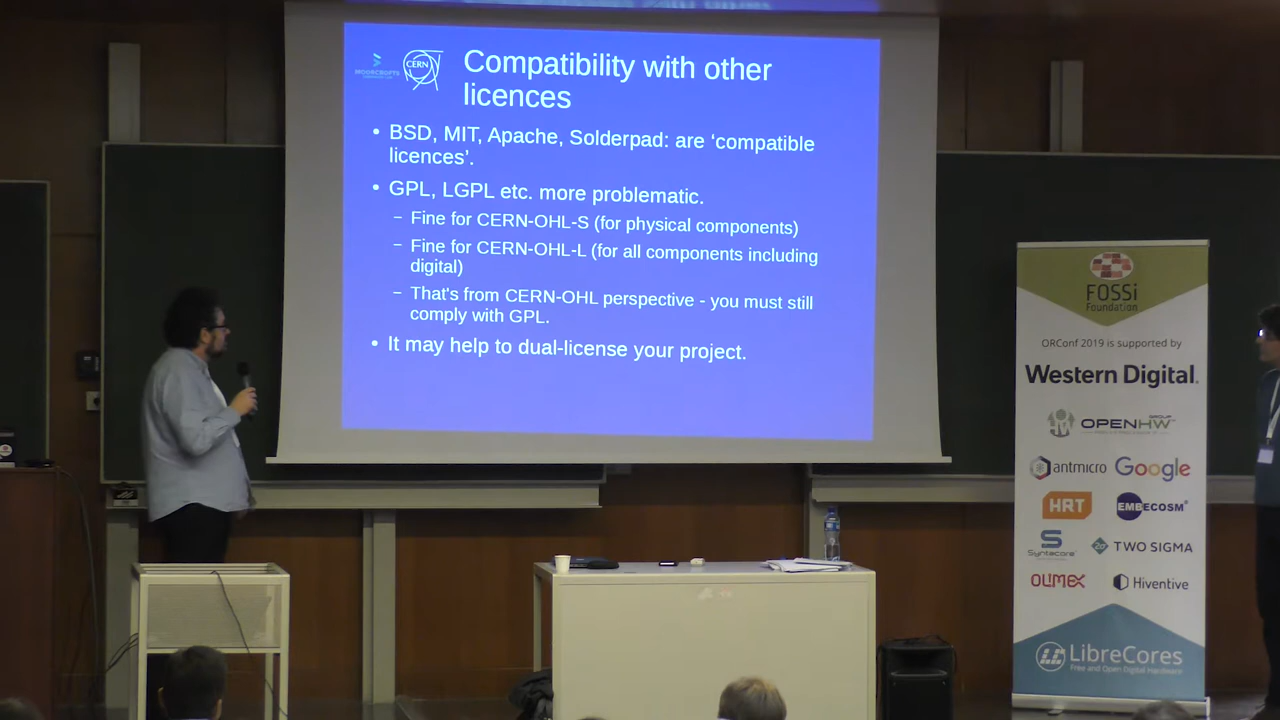 MOORCROFTS
CERN
Compatibility with other
licences
• BSD, MIT, Apache, Solderpad: are ‘compatible
licences’.
• GPL, LGPL etc. more problematic.
– Fine for CERN-OHL-S (for physical components)
– Fine for CERN-OHL-L (for all components including
digital)
– That's from CERN-OHL perspective - you must still
comply with GPL.
• It may help to dual-license your project.
FOSSi
Foundation
ORConf 2019 is supported by
Western Digital.
OPENHW
GROUP
antmicro
Google
HRT
EMBECOSM
Syntacore
TWO SIGMA
OLIMEX
Hiventive
LibreCores
Free and Open Digital Hardware